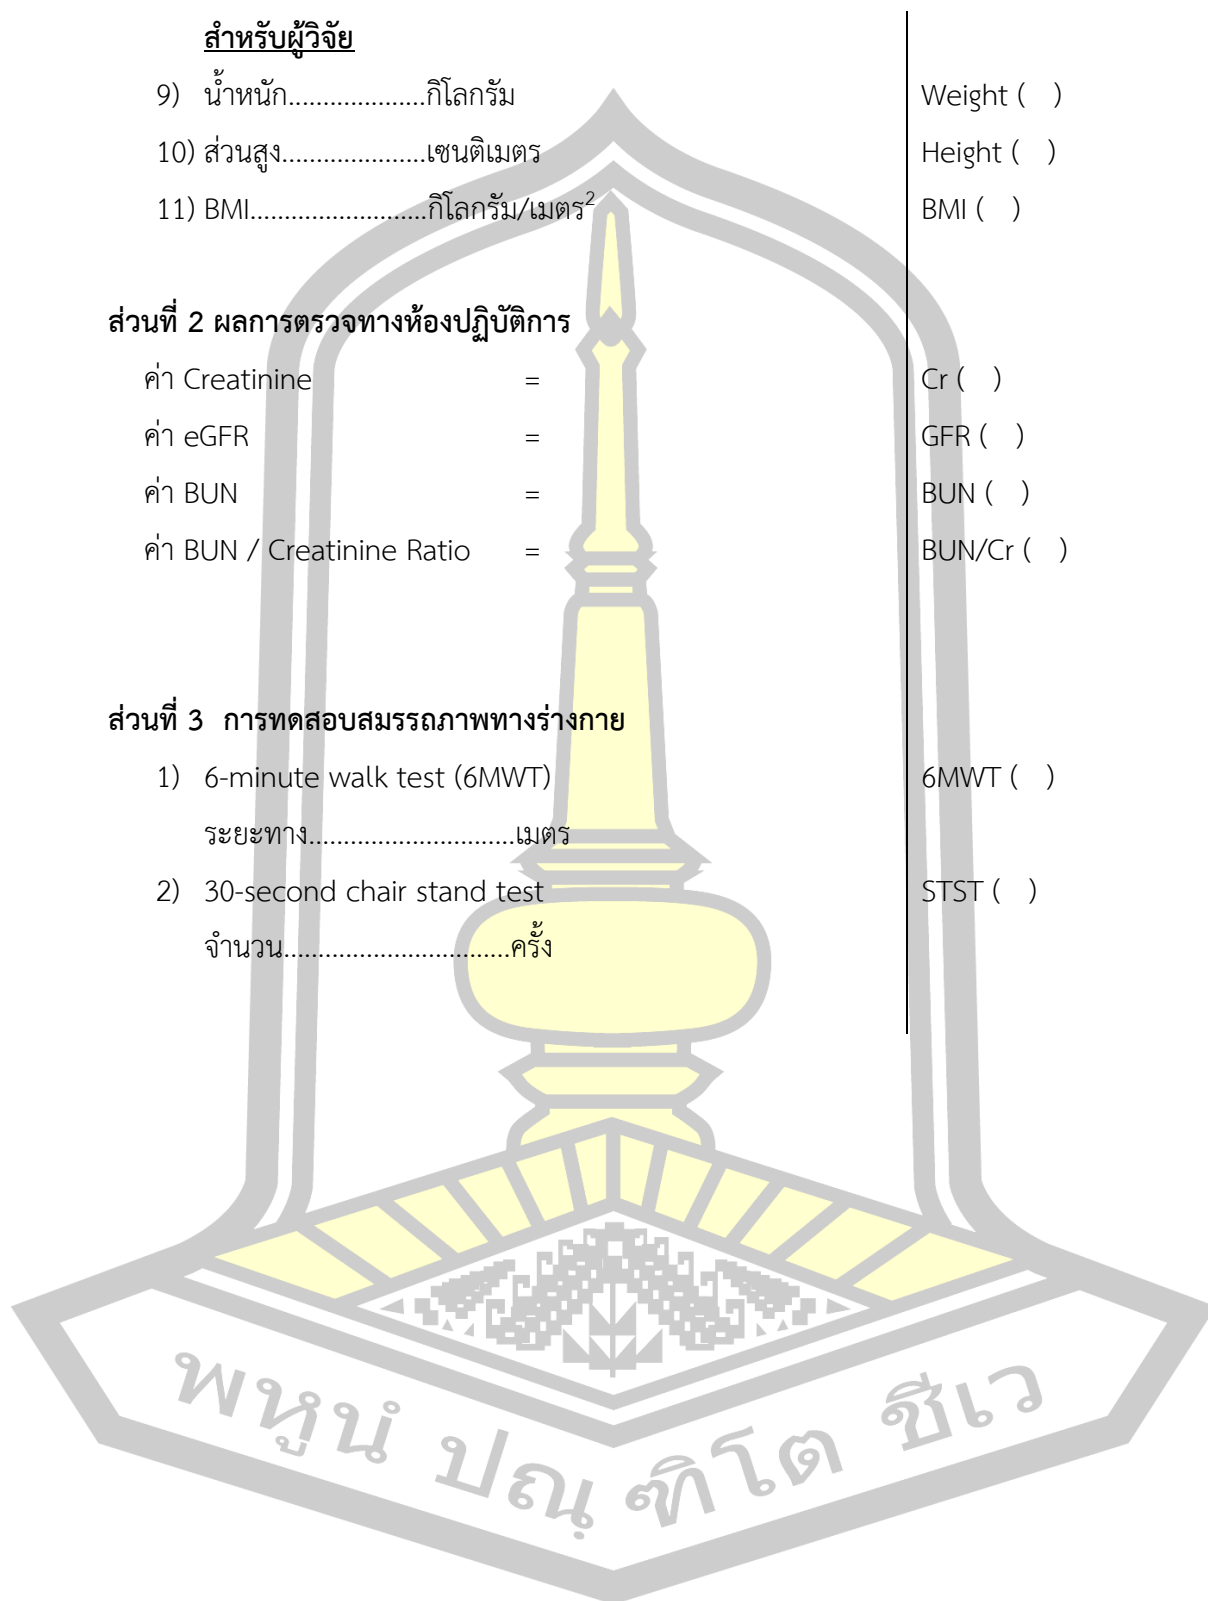 สำหรับผู้วิจัย
9) น้ำหนัก....................กิโลกรัม Weight ( )
10) ส่วนสูง.....................เซนติเมตร Height ( )
11) BMI..........................กิโลกรัม/เมตร² BMI ( )
ส่วนที่ 2 ผลการตรวจทางห้องปฏิบัติการ
ค่า Creatinine = Cr ( )
ค่า eGFR = GFR ( )
ค่า BUN = BUN ( )
ค่า BUN / Creatinine Ratio = BUN/Cr ( )
ส่วนที่ 3 การทดสอบสมรรถภาพทางร่างกาย
1) 6-minute walk test (6MWT) 6MWT ( )
ระยะทาง..............................เมตร
2) 30-second chair stand test STST ( )
จำนวน.................................ครั้ง
พหูนํ ปณฺฑิโต ชีเว